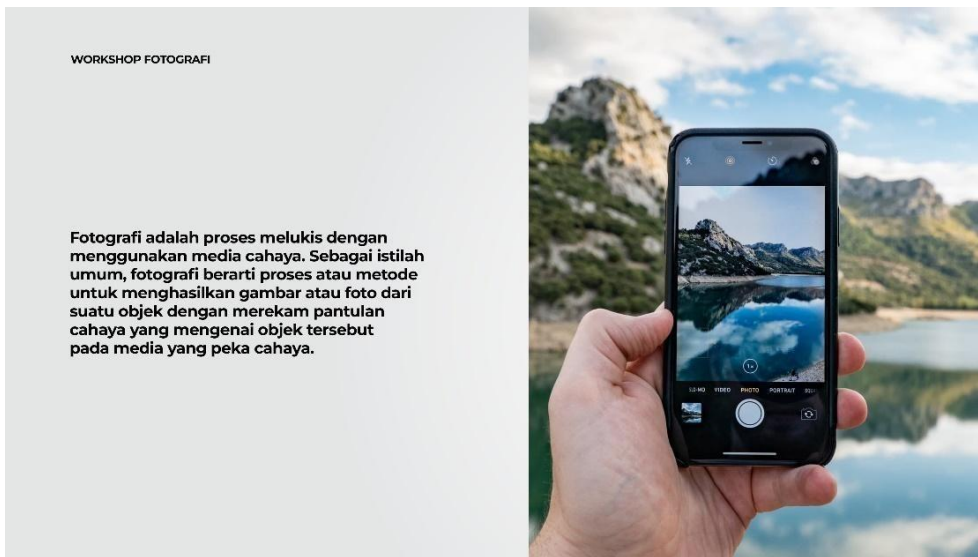 WORKSHOP FOTOGRAFI
Fotografi adalah proses melukis dengan
menggunakan media cahaya. Sebagai istilah
umum, fotografi berarti proses atau metode
untuk menghasilkan gambar atau foto dari
suatu objek dengan merekam pantulan
cahaya yang mengenai objek tersebut
pada media yang peka cahaya.
1x
VIDEO PHOTO PORTRAIT